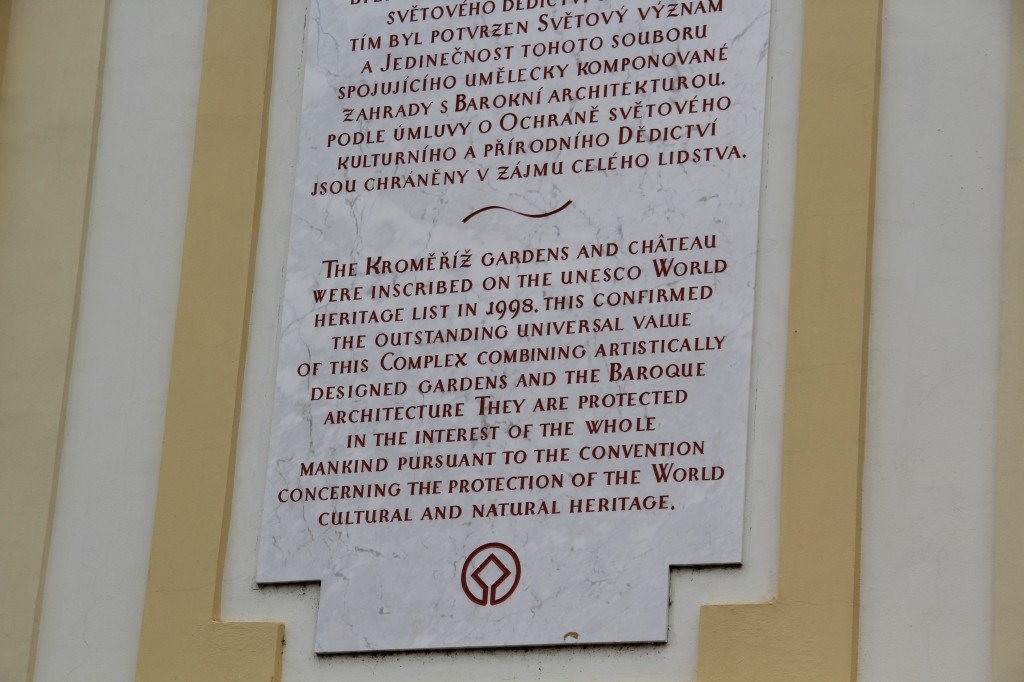 SVĚTOVÉHO DĚDICTVÍ
TÍM BYL POTVRZEN SVĚTOVÝ VÝZNAM
A JEDINEČNOST TOHOTO SOUBORU
SPOJUJÍCÍHO UMĚLECKY KOMPONOVANÉ
ZAHRADY S BAROKNÍ ARCHITEKTUROU.
PODLE ÚMLUVY O OCHRANĚ SVĚTOVÉHO
KULTURNÍHO A PŘÍRODNÍHO DĚDICTVÍ
JSOU CHRÁNĚNY V ZÁJMU CELÉHO LIDSTVA.
THE KROMĚŘÍŽ GARDENS AND CHÂTEAU
WERE INSCRIBED ON THE UNESCO WORLD
HERITAGE LIST IN 1998. THIS CONFIRMED
THE OUTSTANDING UNIVERSAL VALUE
OF THIS COMPLEX COMBINING ARTISTICALLY
DESIGNED GARDENS AND THE BAROQUE
ARCHITECTURE THEY ARE PROTECTED
IN THE INTEREST OF THE WHOLE
MANKIND PURSUANT TO THE CONVENTION
CONCERNING THE PROTECTION OF THE WORLD
CULTURAL AND NATURAL HERITAGE.